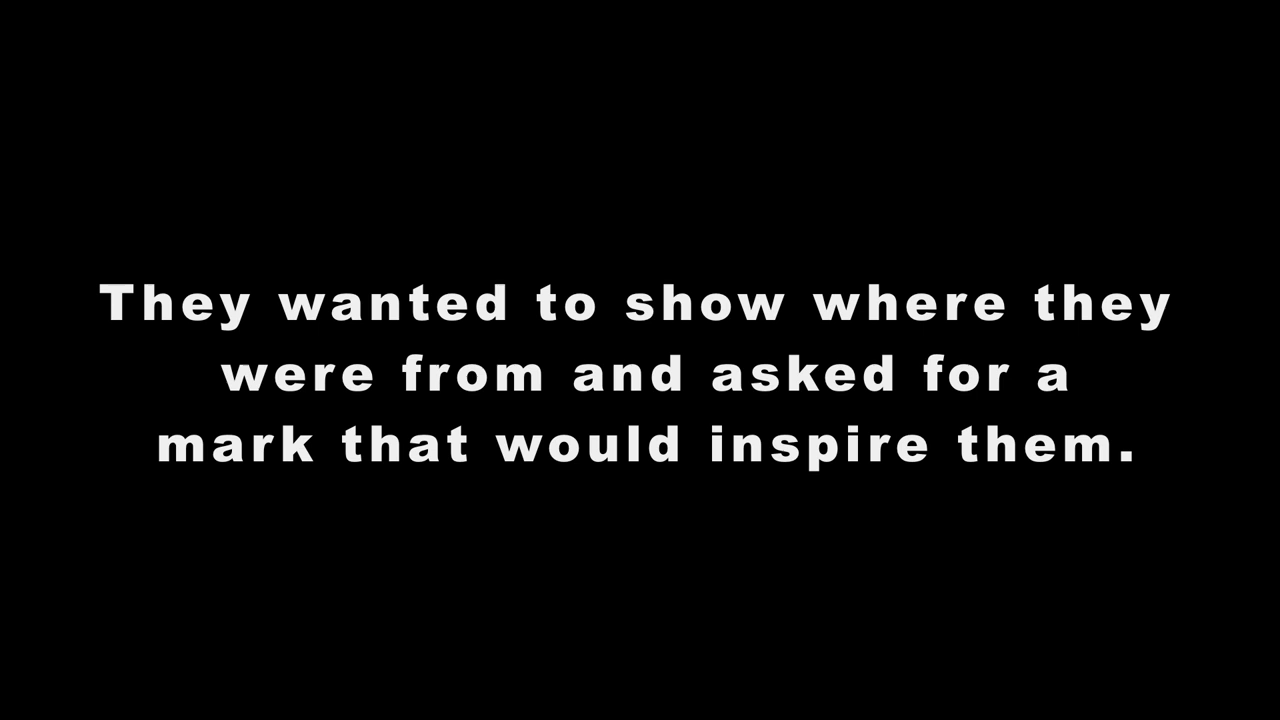 They wanted to show where they
were from and asked for a
mark that would inspire them.